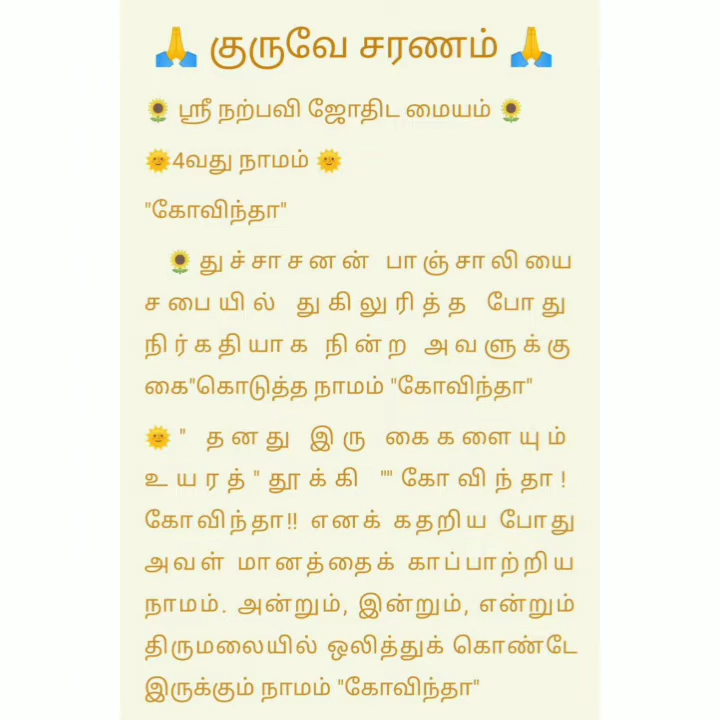 🙏 குருவே சரணம் 🙏
🌻 ஸ்ரீ நற்பவி ஜோதிட மையம் 🌻
🌞4வது நாமம் 🌞
"கோவிந்தா"
🌻 துச்சாசனன் பாஞ்சாலியை
சபையில் துகிலுரித்த போது
நிர்கதியாக நின்ற அவளுக்கு
கை"கொடுத்த நாமம் "கோவிந்தா"
🌞" தனது இரு கைகளையும்
உயரத்" தூக்கி ""கோவிந்தா!
கோவிந்தா!! எனக் கதறிய போது
அவள் மானத்தைக் காப்பாற்றிய
நாமம். அன்றும், இன்றும், என்றும்
திருமலையில் ஒலித்துக் கொண்டே
இருக்கும் நாமம் "கோவிந்தா"